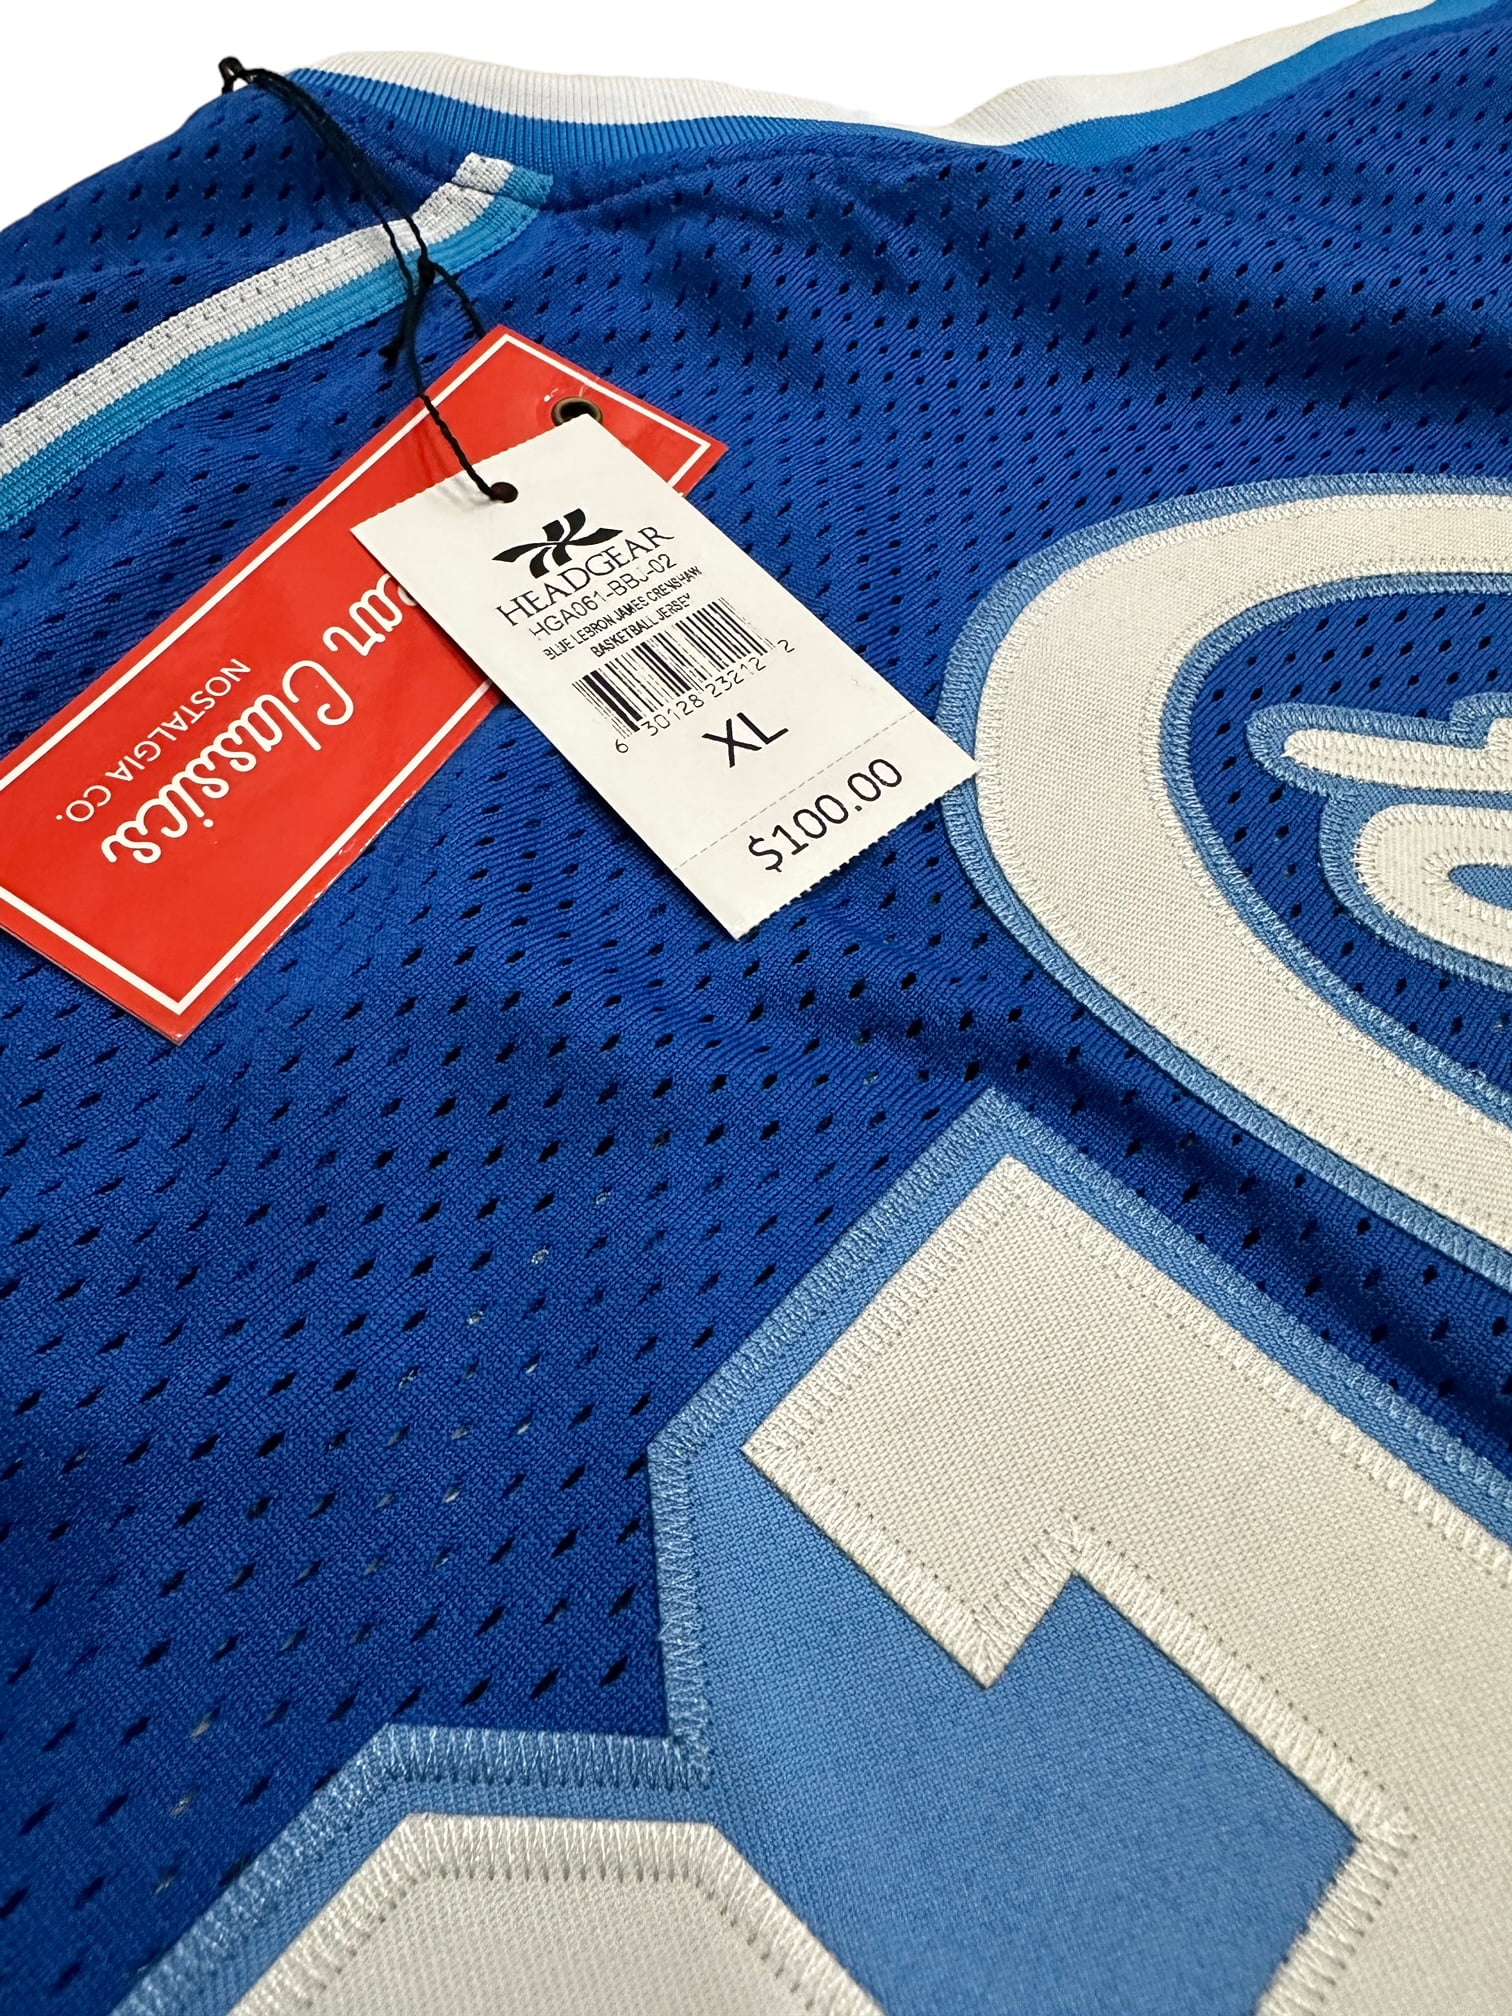 HEADGEAR
HGA061-BBJ-02
BLUE LEBRON JAMES CRENSHAW
BASKETBALL JERSEY
6 30128 23212 2
XL
$100.00
Classics
NOSTALGIA CO.